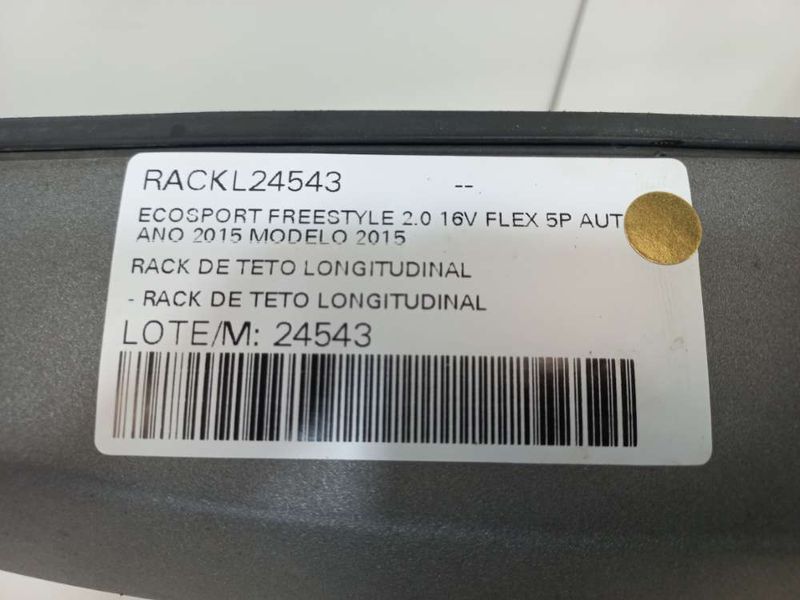 RACKL24543 --
ECOSPORT FREESTYLE 2.0 16V FLEX 5P AUT
ANO 2015 MODELO 2015
RACK DE TETO LONGITUDINAL
- RACK DE TETO LONGITUDINAL
LOTE/M: 24543